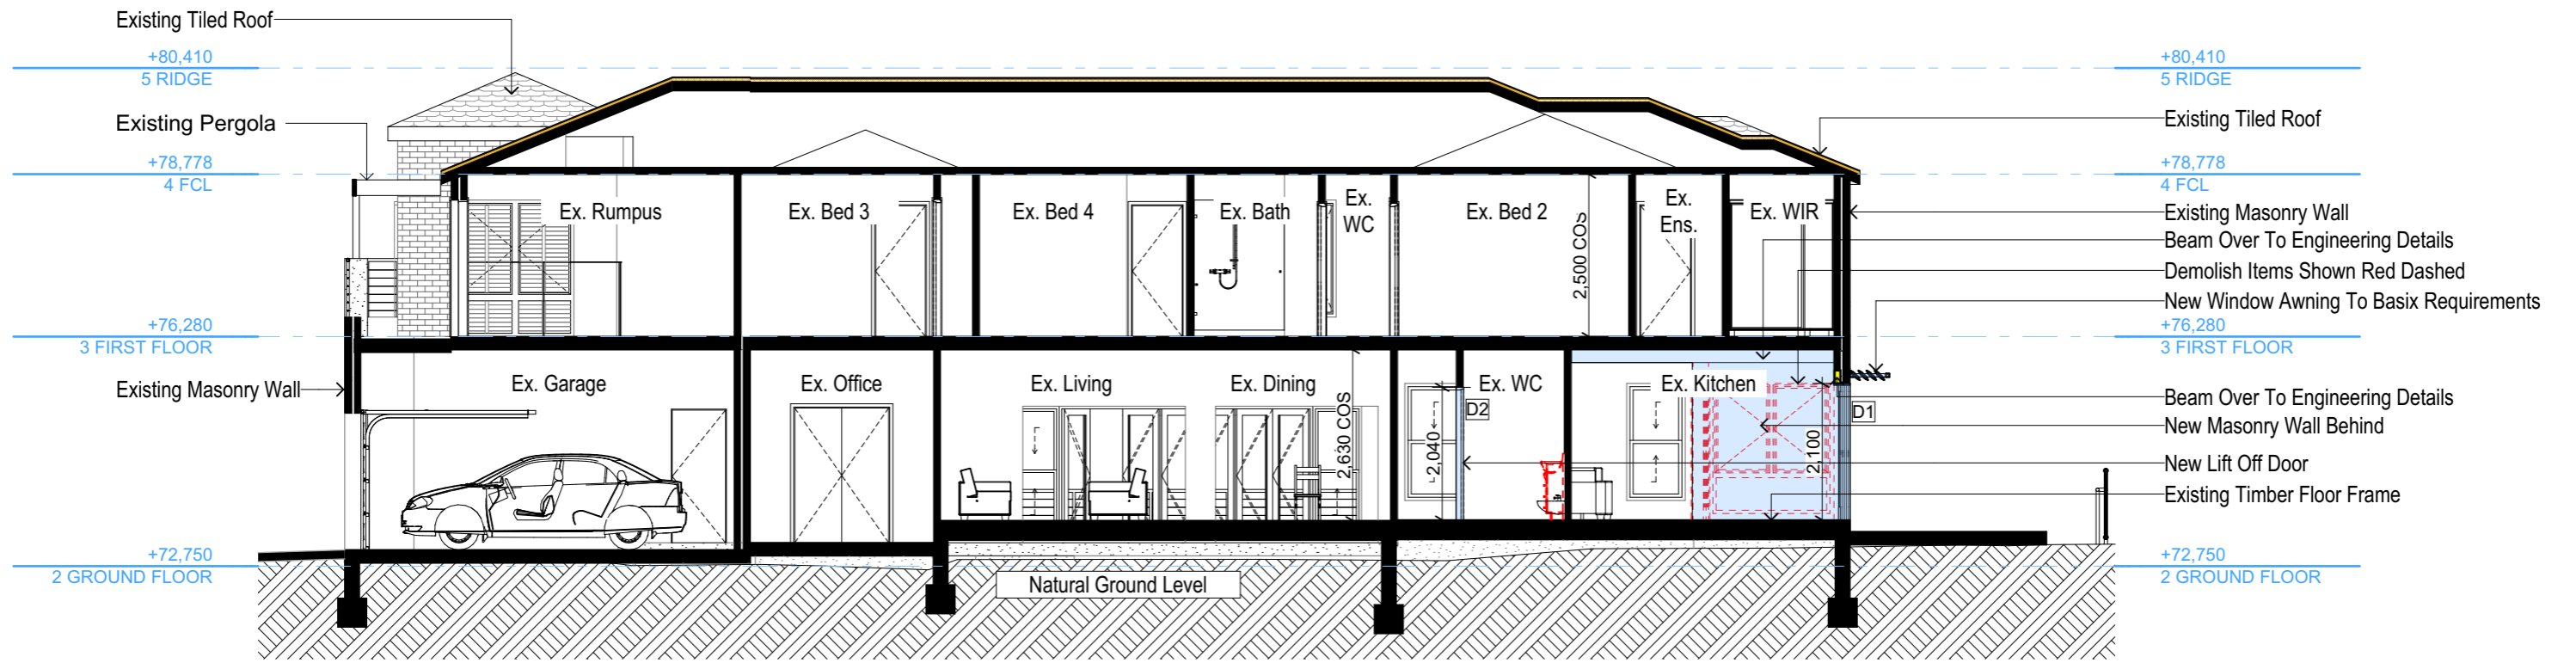 Existing Tiled Roof
+80,410
5 RIDGE
Existing Pergola
+78,778
4 FCL
+76,280
3 FIRST FLOOR
Existing Masonry Wall
+72,750
2 GROUND FLOOR
Ex. Rumpus
Ex. Bed 3
Ex. Bed 4
Ex. Bath
Ex.
WC
Ex. Bed 2
2,500 COS
Ex.
Ens.
Ex. WIR
Ex. Garage
Ex. Office
Ex. Living
Ex. Dining
2,630 COS
2,040
D2
Ex. WC
Ex. Kitchen
2,100
D1
Natural Ground Level
+80,410
5 RIDGE
Existing Tiled Roof
+78,778
4 FCL
Existing Masonry Wall
Beam Over To Engineering Details
Demolish Items Shown Red Dashed
New Window Awning To Basix Requirements
+76,280
3 FIRST FLOOR
Beam Over To Engineering Details
New Masonry Wall Behind
New Lift Off Door
Existing Timber Floor Frame
+72,750
2 GROUND FLOOR